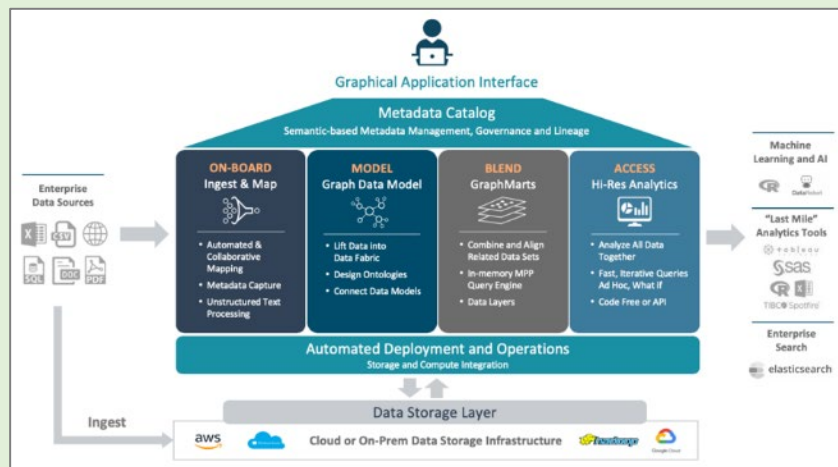 Graphical Application Interface
Metadata Catalog
Semantic-based Metadata Management, Governance and Lineage
Enterprise
Data Sources
CSV
SQL
DOC
PDF
ON-BOARD
Ingest & Map
• Automated &
Collaborative
Mapping
• Metadata Capture
• Unstructured Text
Processing
MODEL
Graph Data Model
• Lift Data into
Data Fabric
• Design Ontologies
• Connect Data Models
BLEND
GraphMarts
• Combine and Align
Related Data Sets
• In-memory MPP
Query Engine
• Data Layers
ACCESS
Hi-Res Analytics
• Analyze All Data
Together
• Fast, Iterative Queries
Ad Hoc, What if
• Code Free or API
Machine
Learning and AI
R
DataRobot
"Last Mile"
Analytics Tools
tableau
sas
R
TIBCO Spotfire
Enterprise
Search
elasticsearch
Automated Deployment and Operations
Storage and Compute Integration
Data Storage Layer
Ingest
aws
Cloud or On-Prem Data Storage Infrastructure
hadoop
Google Cloud